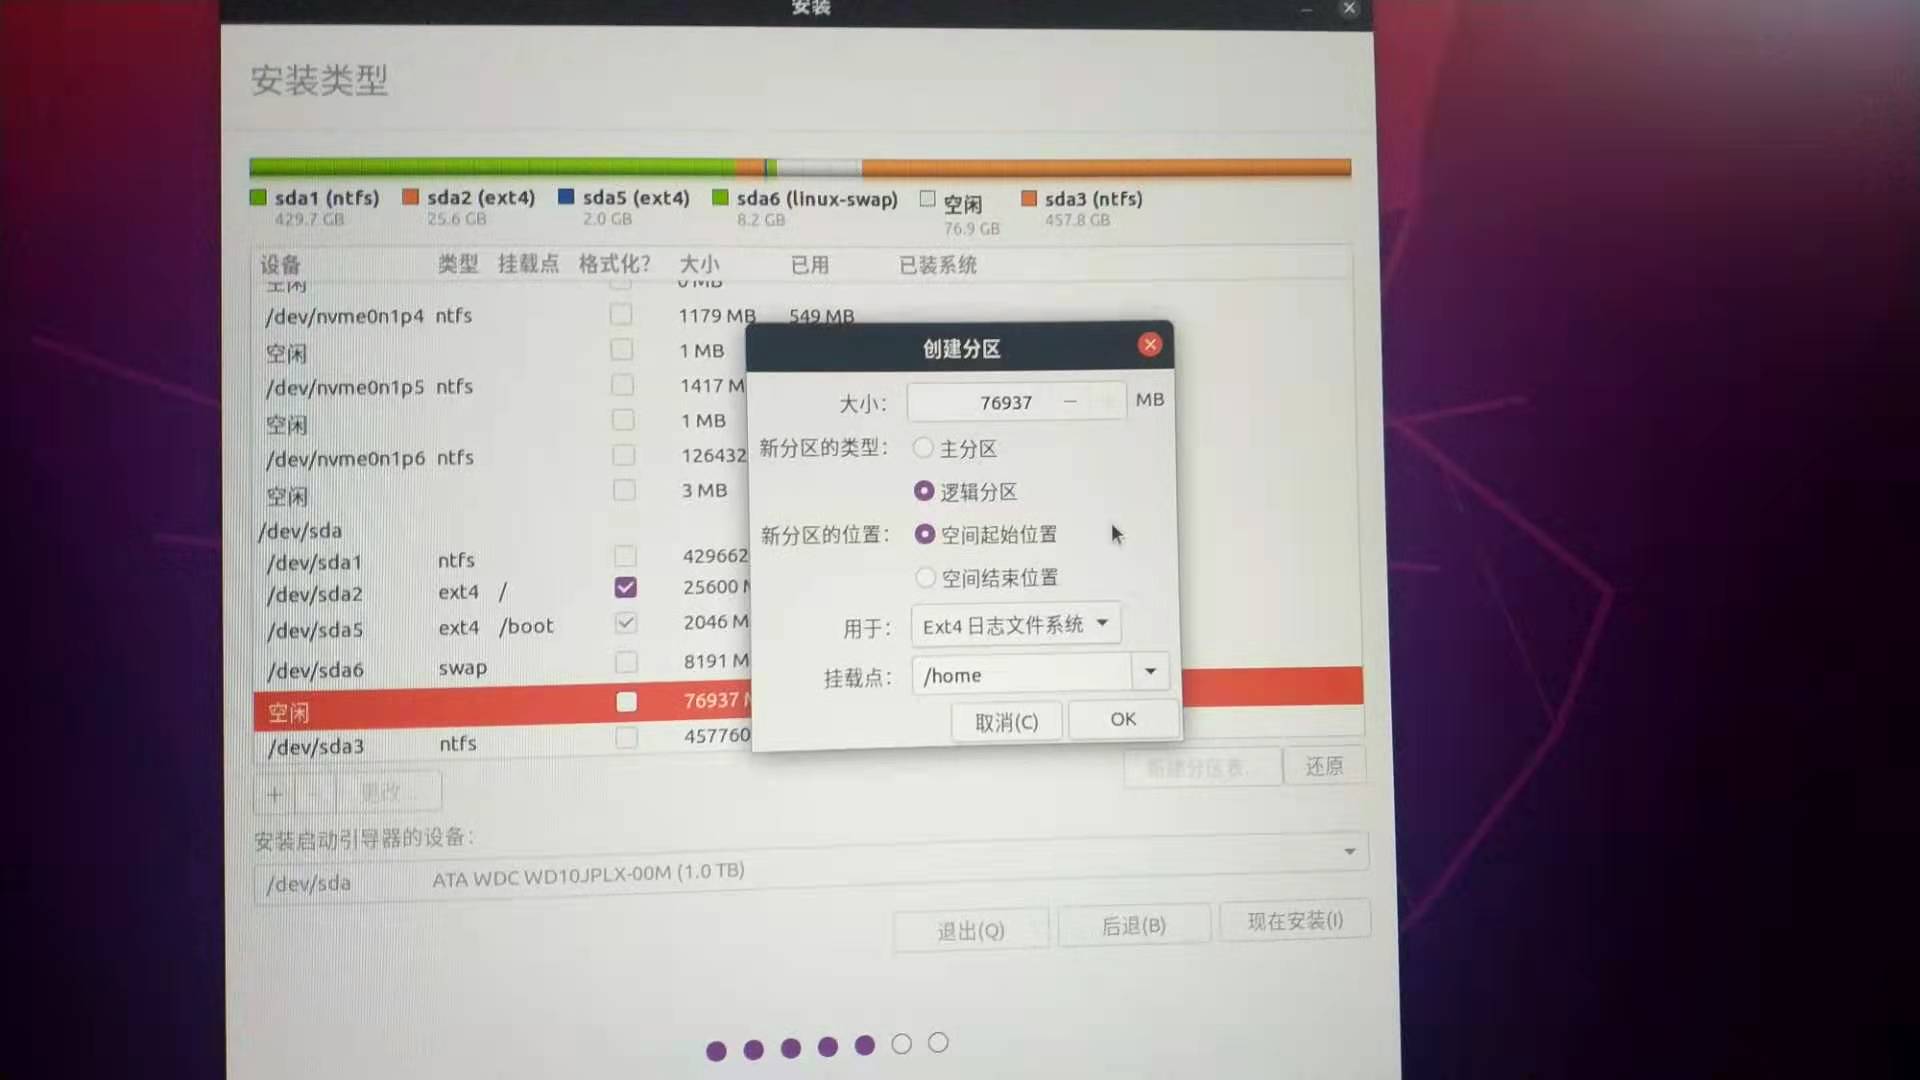 安装
安装类型
sda1 (ntfs) sda2 (ext4) sda5 (ext4) sda6 (linux-swap) 空闲 sda3 (ntfs)
429.7 GB 25.6 GB 2.0 GB 8.2 GB 76.9 GB 457.8 GB
设备 类型 挂载点 格式化? 大小 已用 已装系统
空闲 0 MB
/dev/nvme0n1p4 ntfs 1179 MB 549 MB
空闲 1 MB
/dev/nvme0n1p5 ntfs 1417 M
空闲 1 MB
/dev/nvme0n1p6 ntfs 126432
空闲 3 MB
/dev/sda
/dev/sda1 ntfs 429662
/dev/sda2 ext4 / 25600
/dev/sda5 ext4 /boot 2046 M
/dev/sda6 swap 8191 M
空闲 76937
/dev/sda3 ntfs 457760
创建分区
大小: 76937 － MB
新分区的类型: 主分区
逻辑分区
新分区的位置: 空间起始位置
空间结束位置
用于: Ext4 日志文件系统
挂载点: /home
取消(C) OK
+ － 更改... 新建分区表... 还原
安装启动引导器的设备:
/dev/sda ATA WDC WD10JPLX-00M (1.0 TB)
退出(Q) 后退(B) 现在安装(I)